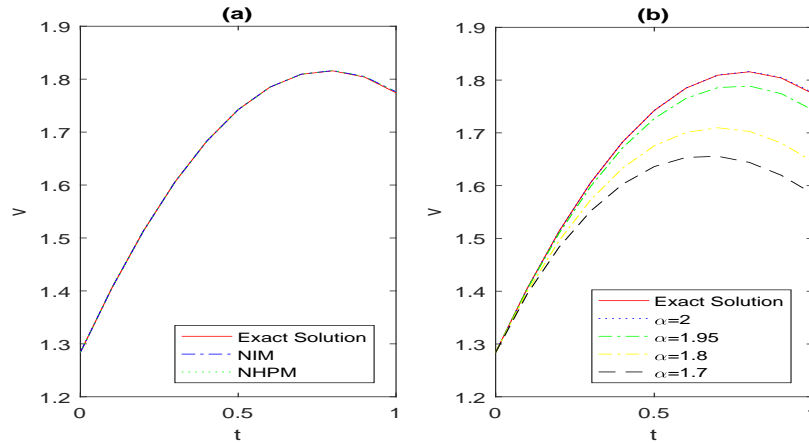 (a)
1.9
1.8
1.7
1.6
1.5
1.4
1.3
1.2
V
0
0.5
1
t
Exact Solution
NIM
NHPM
(b)
1.9
1.8
1.7
1.6
1.5
1.4
1.3
1.2
V
0
0.5
1
t
Exact Solution
α=2
α=1.95
α=1.8
α=1.7